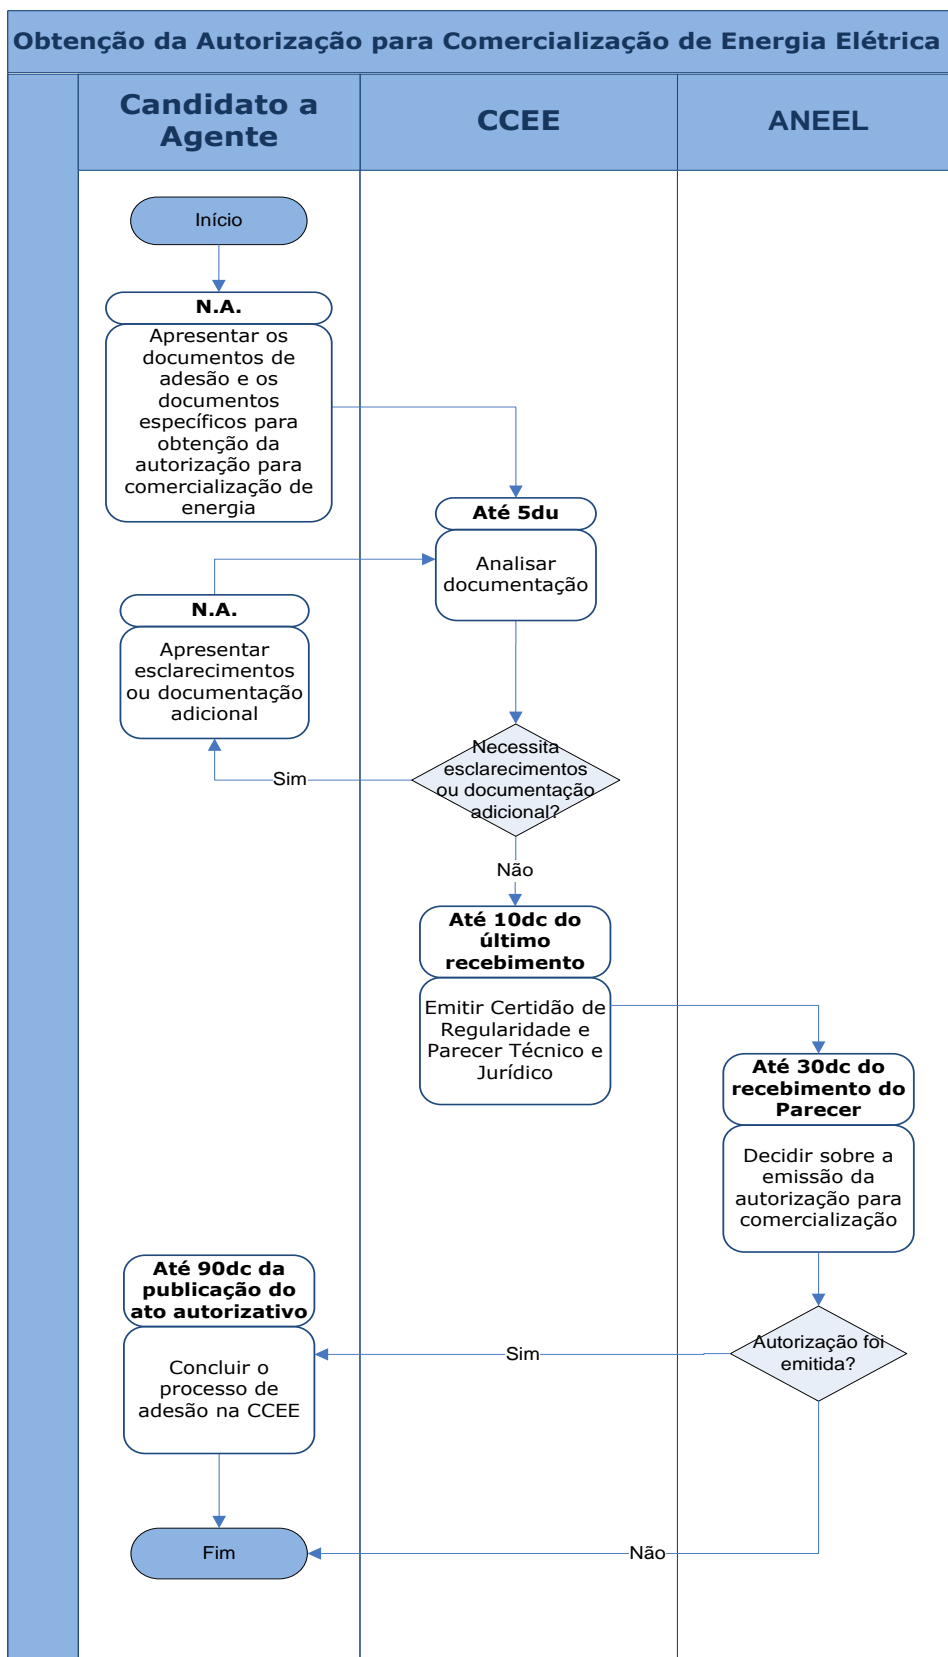 Obtenção da Autorização para Comercialização de Energia Elétrica
Candidato a
Agente
CCEE
ANEEL
Início
N.A.
Apresentar os
documentos de
adesão e os
documentos
específicos para
obtenção da
autorização para
comercialização de
energia
Até 5du
Analisar
documentação
N.A.
Apresentar
esclarecimentos
ou documentação
adicional
Necessita
esclarecimentos
ou documentação
adicional?
Sim
Não
Até 10dc do
último
recebimento
Emitir Certidão de
Regularidade e
Parecer Técnico e
Jurídico
Até 30dc do
recebimento do
Parecer
Decidir sobre a
emissão da
autorização para
comercialização
Autorização foi
emitida?
Sim
Até 90dc da
publicação do
ato autorizativo
Concluir o
processo de
adesão na CCEE
Não
Fim